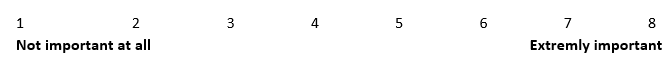 1 2 3 4 5 6 7 8
Not important at all Extremly important